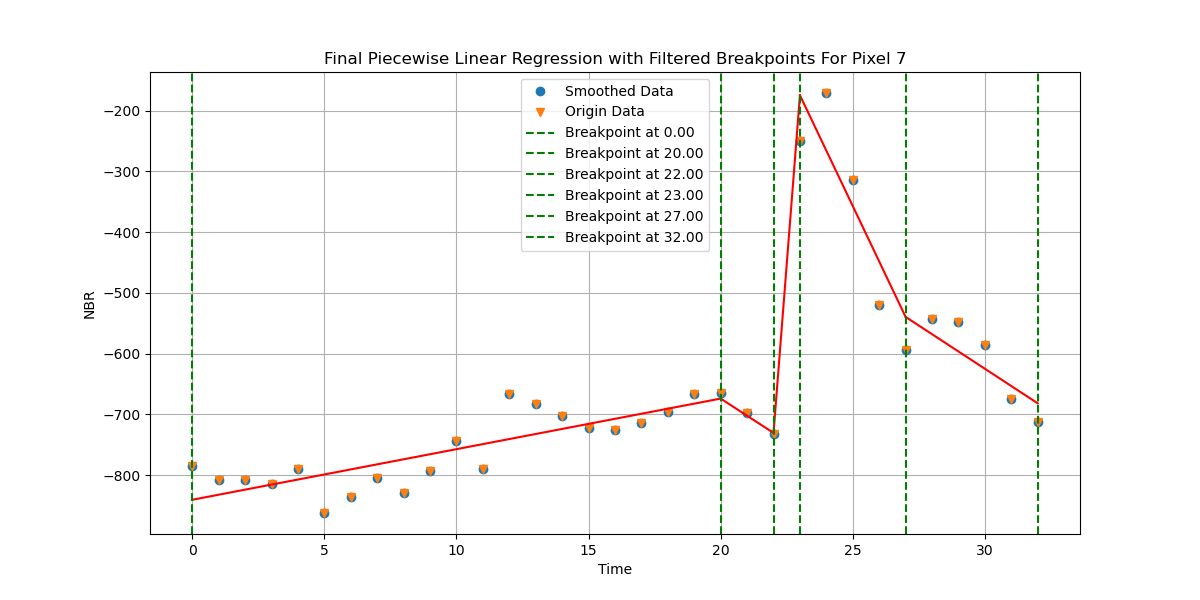 Final Piecewise Linear Regression with Filtered Breakpoints For Pixel 7
Smoothed Data
Origin Data
Breakpoint at 0.00
Breakpoint at 20.00
Breakpoint at 22.00
Breakpoint at 23.00
Breakpoint at 27.00
Breakpoint at 32.00
−200
−300
−400
−500
−600
−700
−800
NBR
0 5 10 15 20 25 30
Time